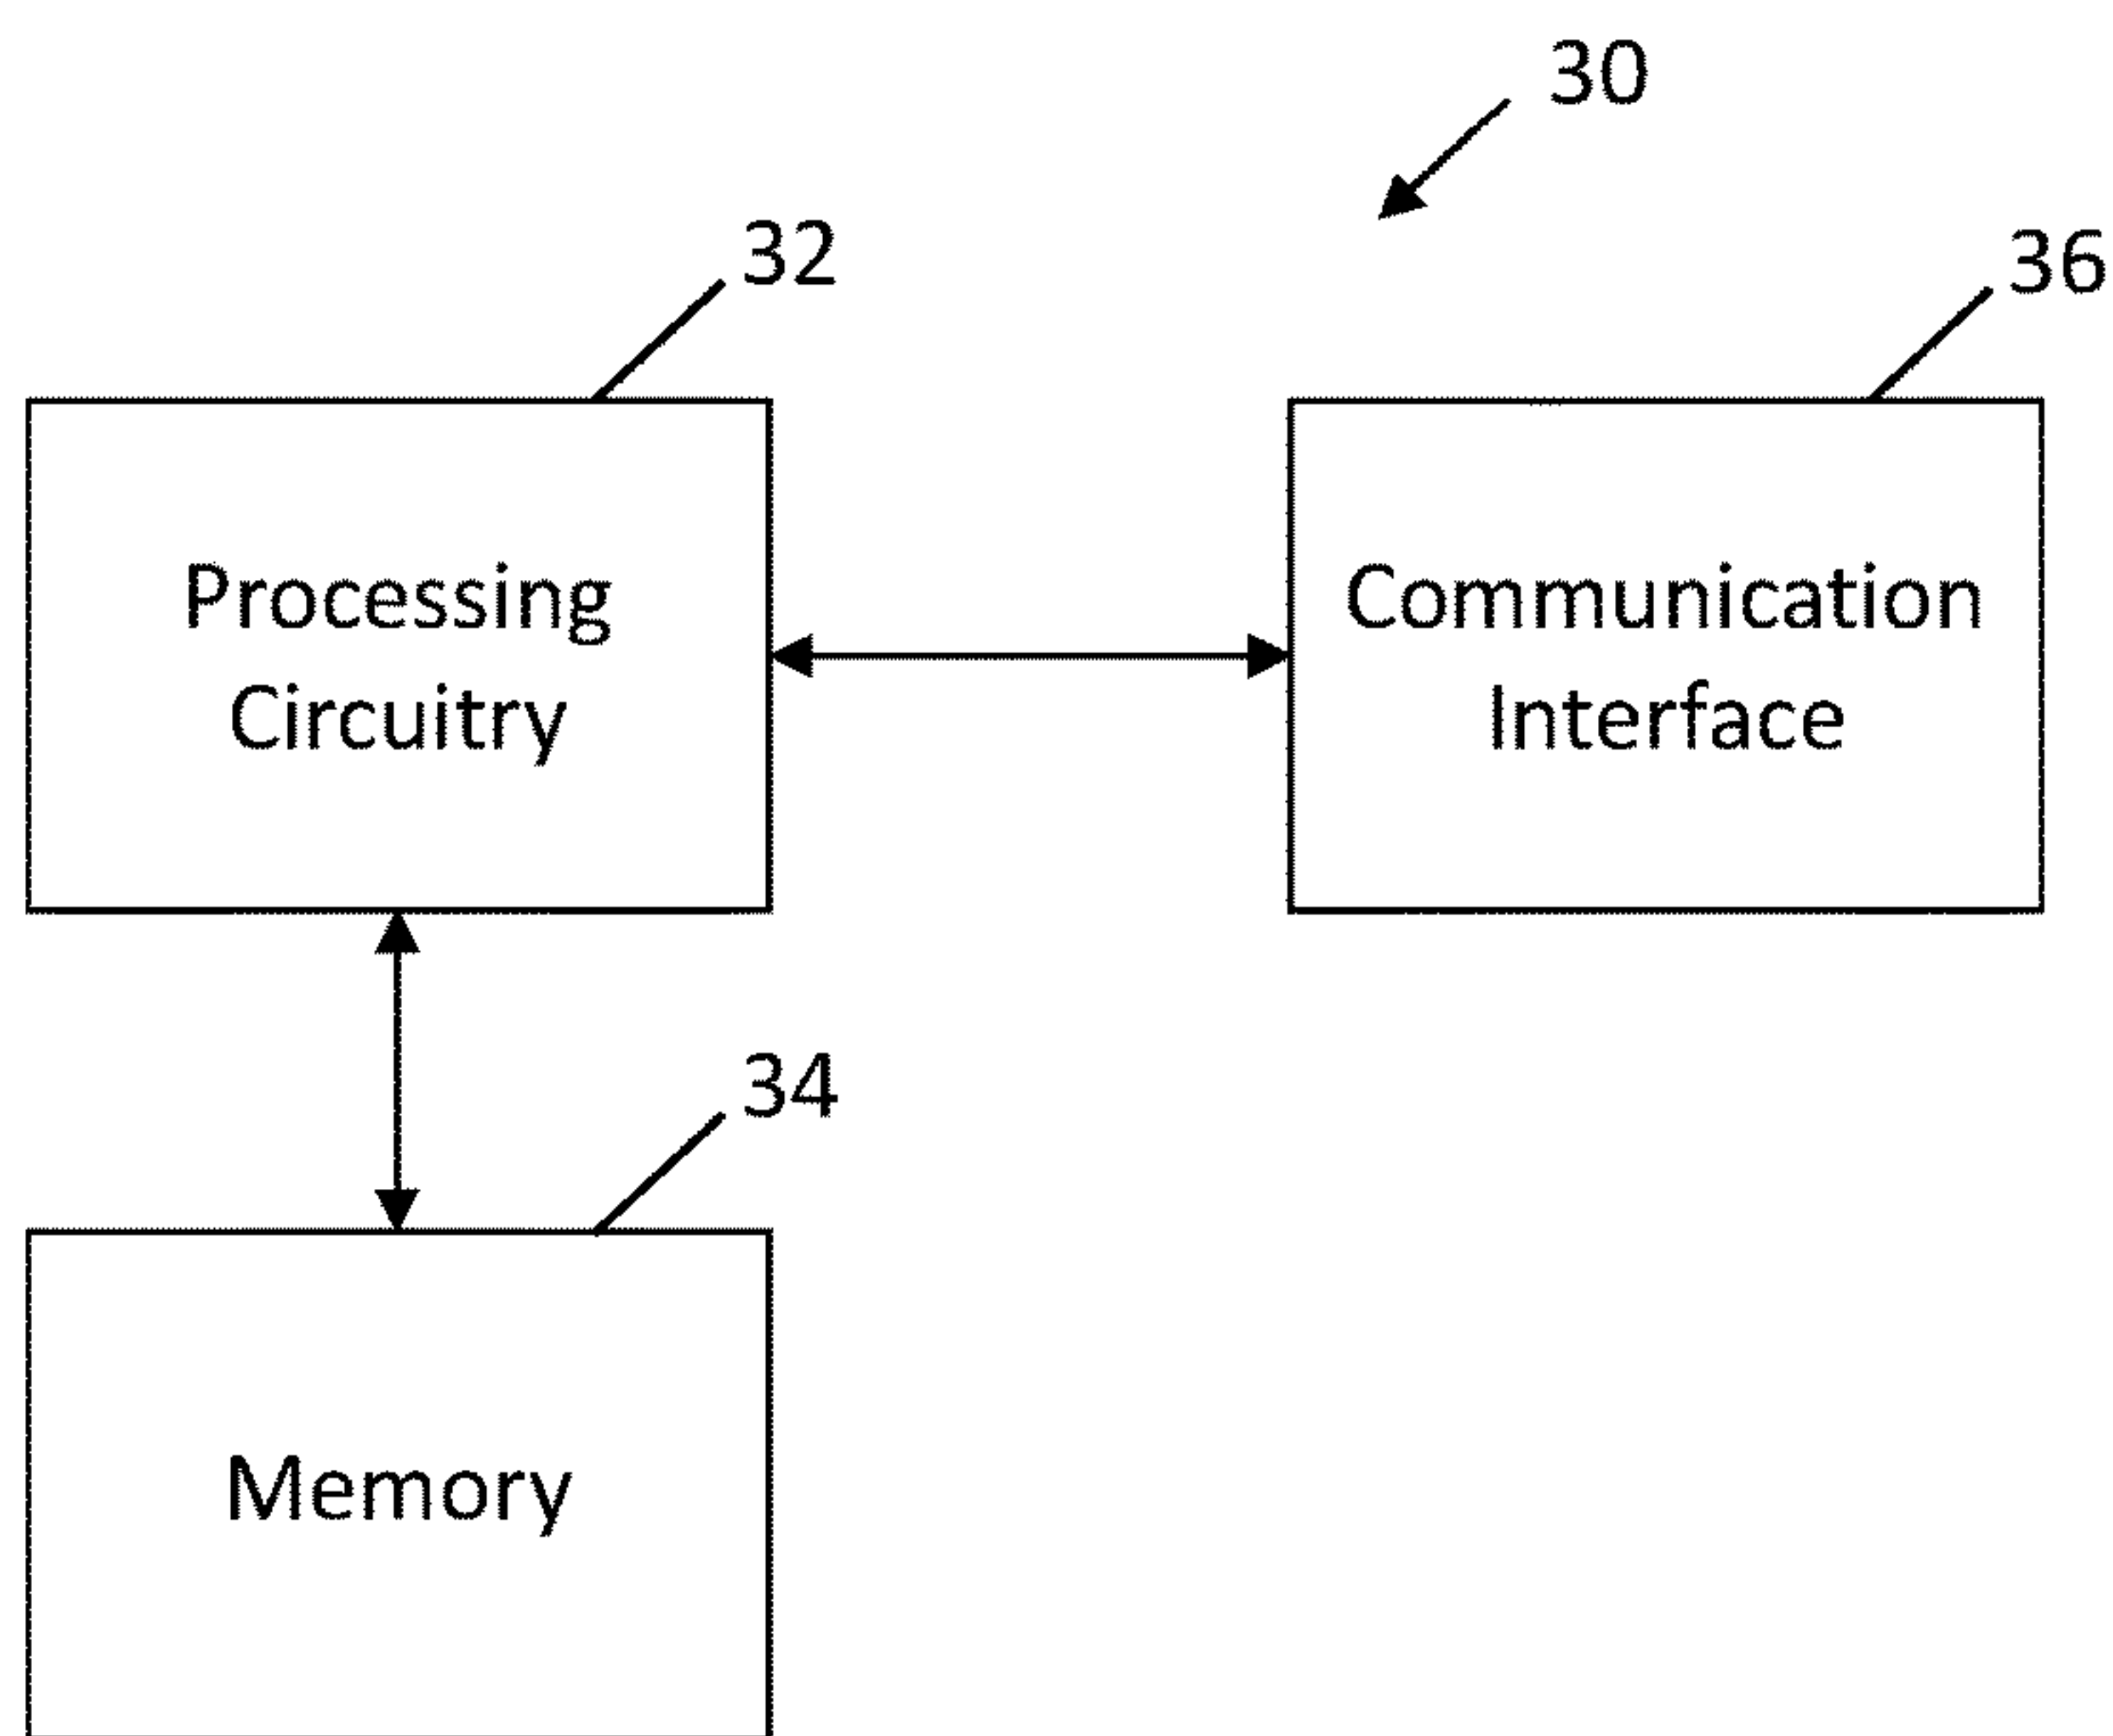 30
32
36
Processing
Circuitry
Communication
Interface
34
Memory